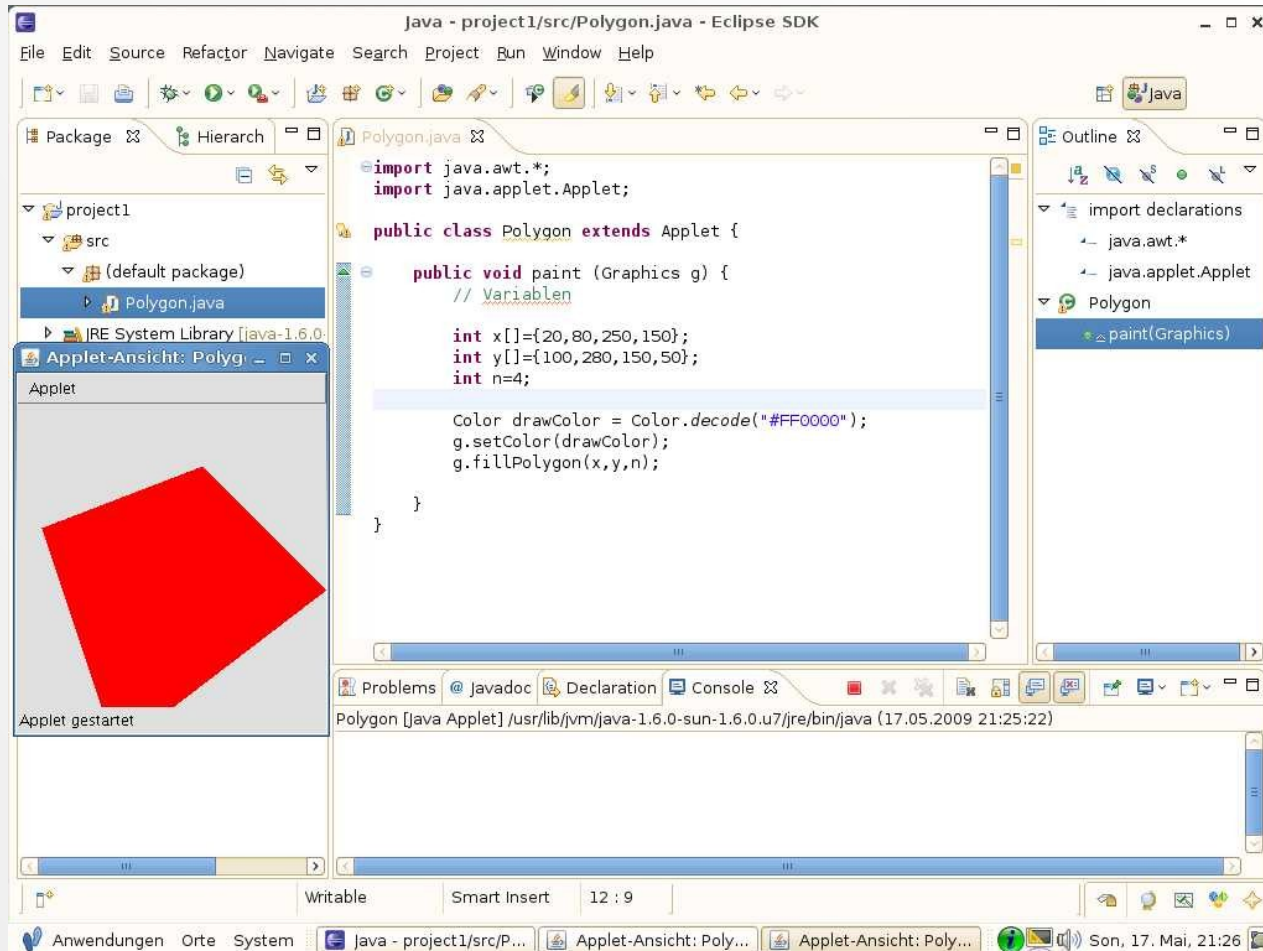 Java - project1/src/Polygon.java - Eclipse SDK
File Edit Source Refactor Navigate Search Project Run Window Help
Java
Package Hierarch
project1
src
(default package)
Polygon.java
JRE System Library [java-1.6.0-
Applet-Ansicht: Polyg
Applet
Applet gestartet
Polygon.java
import java.awt.*;
import java.applet.Applet;
public class Polygon extends Applet {
public void paint (Graphics g) {
// Variablen
int x[]={20,80,250,150};
int y[]={100,280,150,50};
int n=4;
Color drawColor = Color.decode("#FF0000");
g.setColor(drawColor);
g.fillPolygon(x,y,n);
}
}
Outline
import declarations
java.awt.*
java.applet.Applet
Polygon
paint(Graphics)
Problems @ Javadoc Declaration Console
Polygon [Java Applet] /usr/lib/jvm/java-1.6.0-sun-1.6.0.u7/jre/bin/java (17.05.2009 21:25:22)
Writable Smart Insert 12 : 9
Anwendungen Orte System Java - project1/src/P... Applet-Ansicht: Poly... Applet-Ansicht: Poly... Son, 17. Mai, 21:26